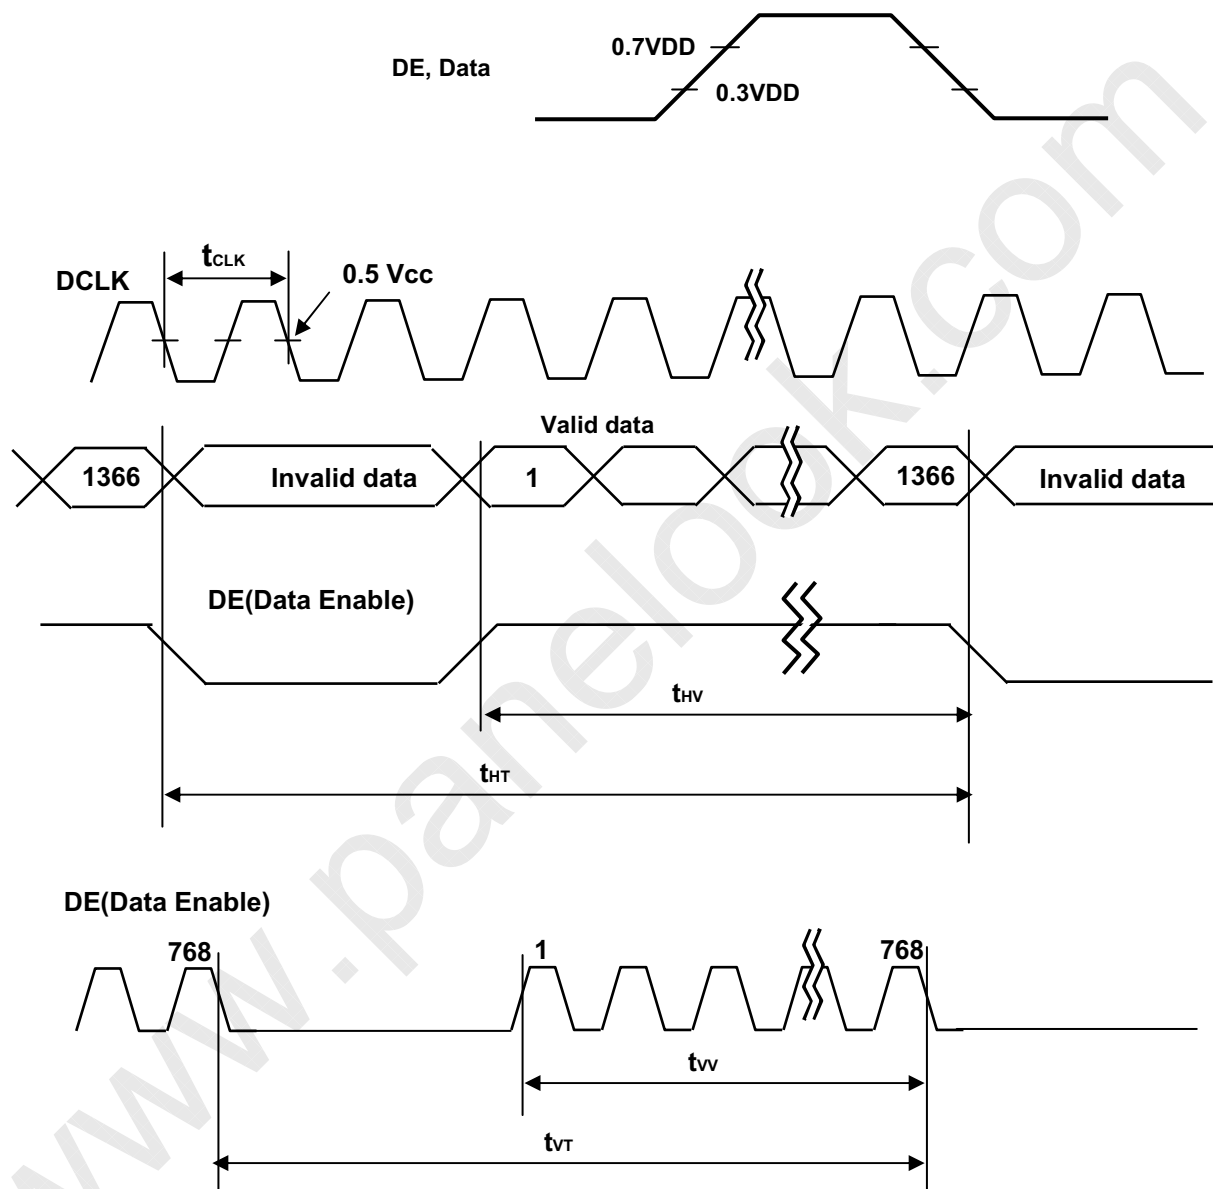 0.7VDD
DE, Data
0.3VDD
tCLK
DCLK
0.5 Vcc
Valid data
1366
Invalid data
1
1366
Invalid data
DE(Data Enable)
tHV
tHT
DE(Data Enable)
768
1
768
tVV
tVT
www.panelook.com